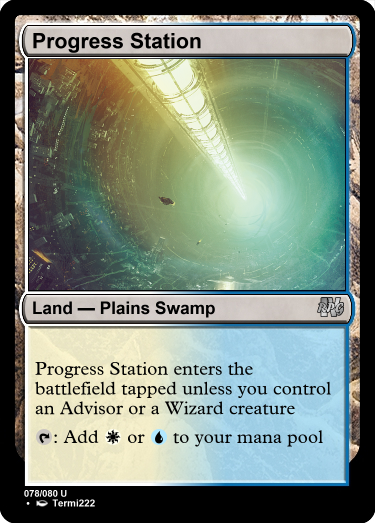 Progress Station
Land — Plains Swamp
Progress Station enters the
battlefield tapped unless you control
an Advisor or a Wizard creature
: Add or to your mana pool
078/080 U
• Termi222